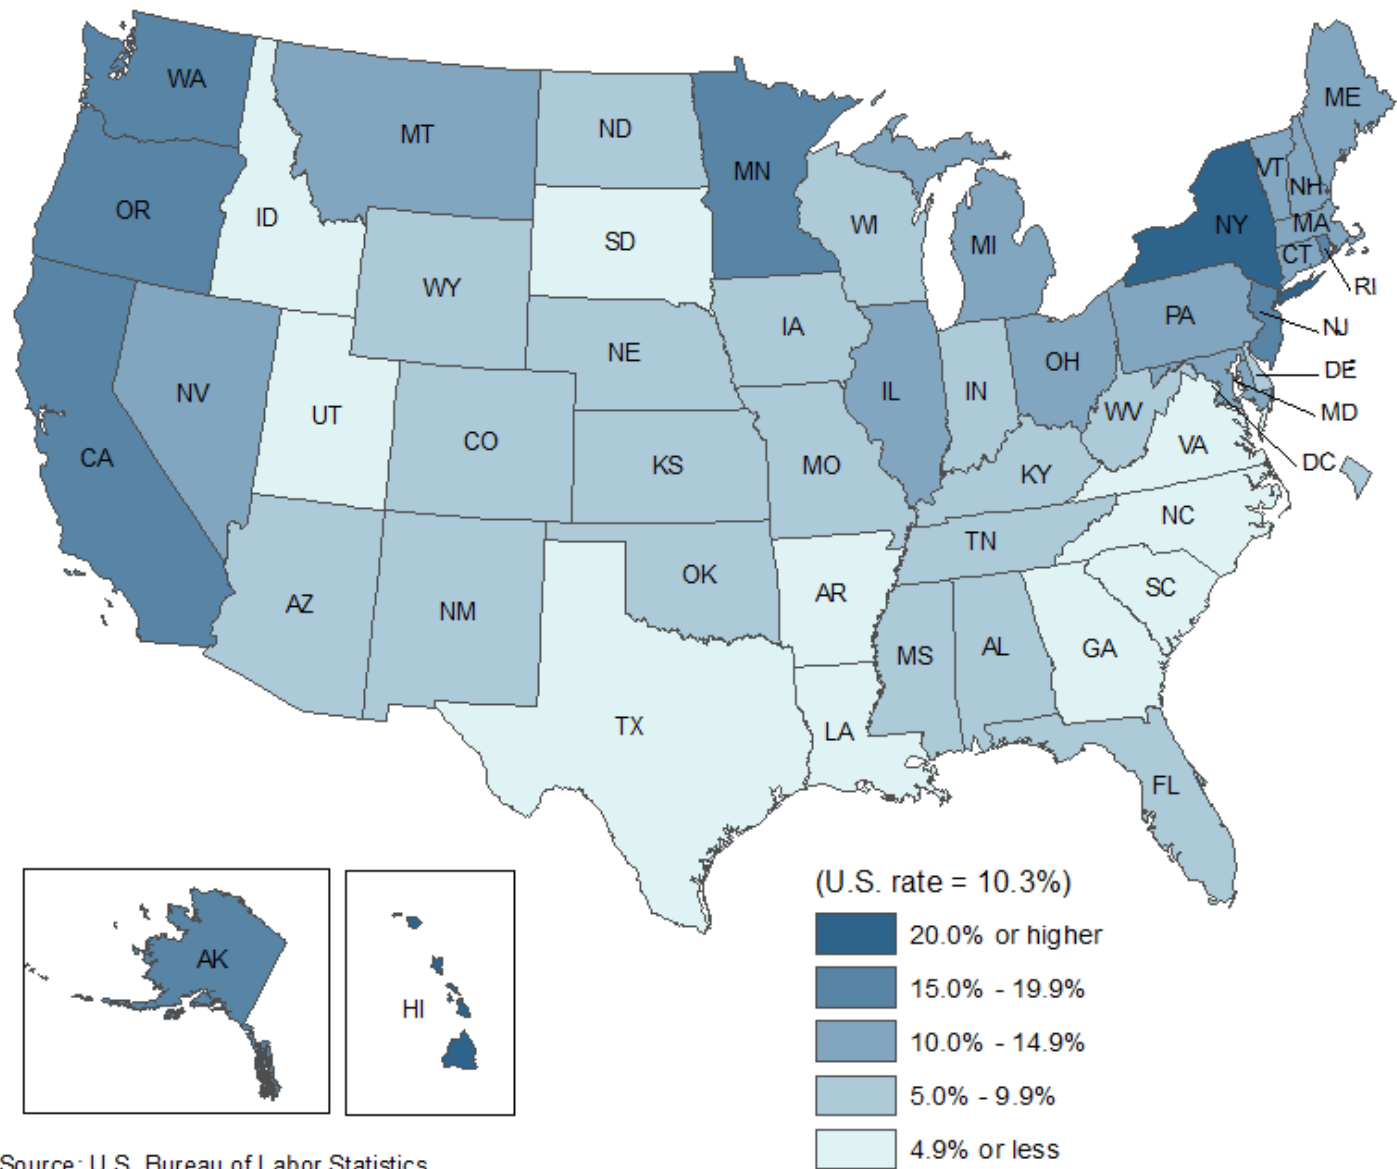 WA
MT
ND
MN
ME
VT
NH
OR
ID
SD
WI
MI
NY
MA
CT
RI
WY
IA
PA
NJ
NE
OH
DE
NV
UT
IL
IN
MD
WV
CO
KS
MO
KY
VA
DC
CA
NC
TN
OK
AR
SC
AZ
NM
MS
AL
GA
TX
LA
FL
AK
HI
(U.S. rate = 10.3%)
20.0% or higher
15.0% - 19.9%
10.0% - 14.9%
5.0% - 9.9%
4.9% or less
Source: U.S. Bureau of Labor Statistics